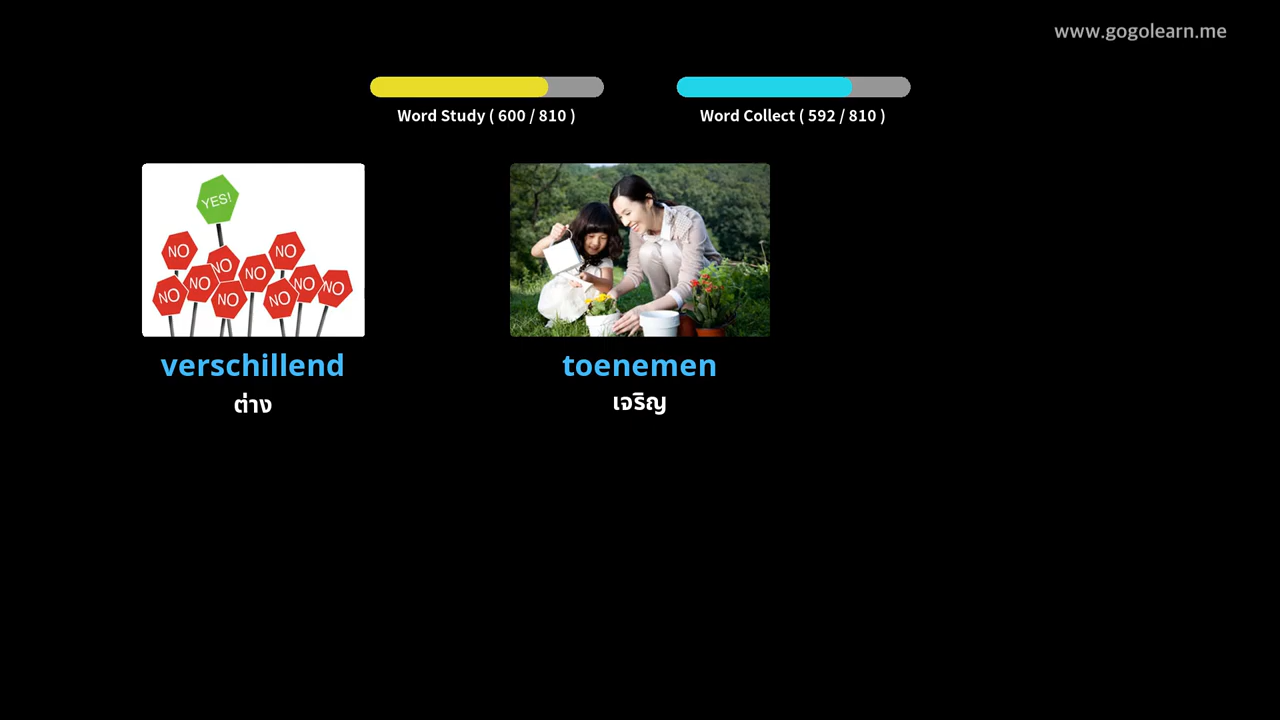 www.gogolearn.me
Word Study ( 600 / 810 )
Word Collect ( 592 / 810 )
YES!
NO
NO
NO
NO
NO
NO
NO
NO
NO
NO
verschillend
ต่าง
toenemen
เจริญ